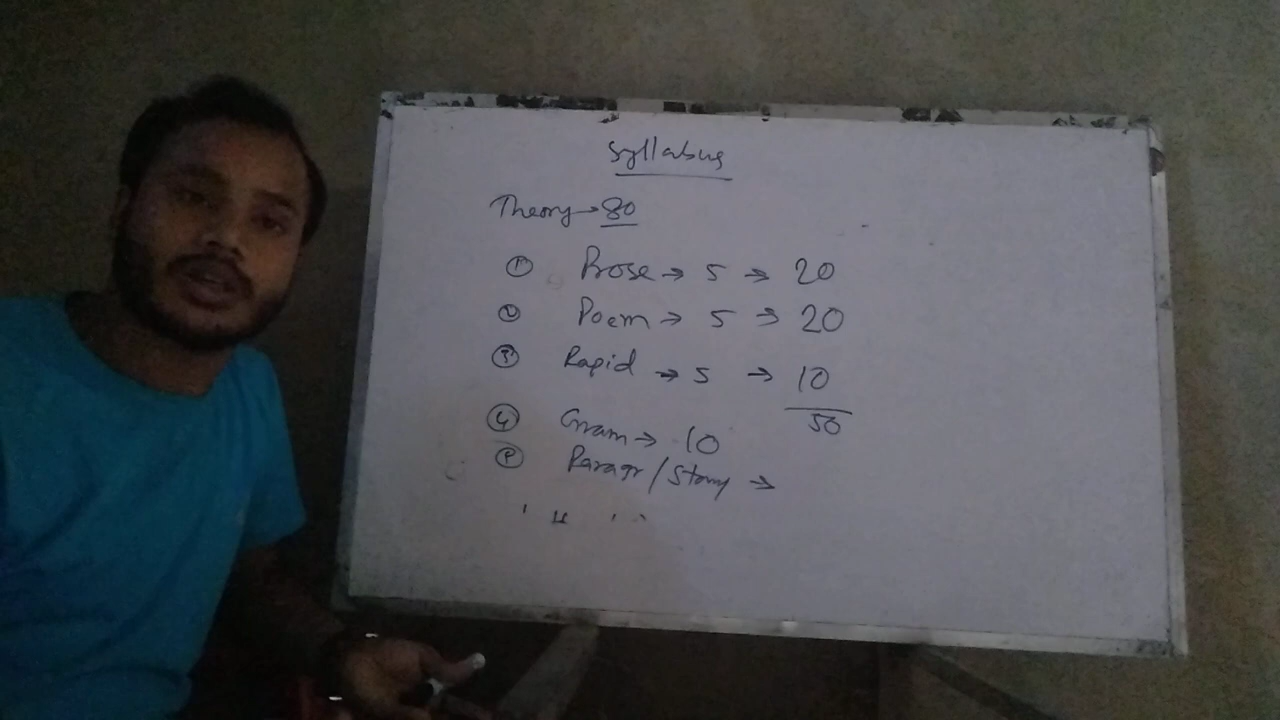 Syllabus
Theory → 80
① Prose → 5 → 20
② Poem → 5 → 20
③ Rapid → 5 → 10
50
④ Gram → 10
Paragr/Story →